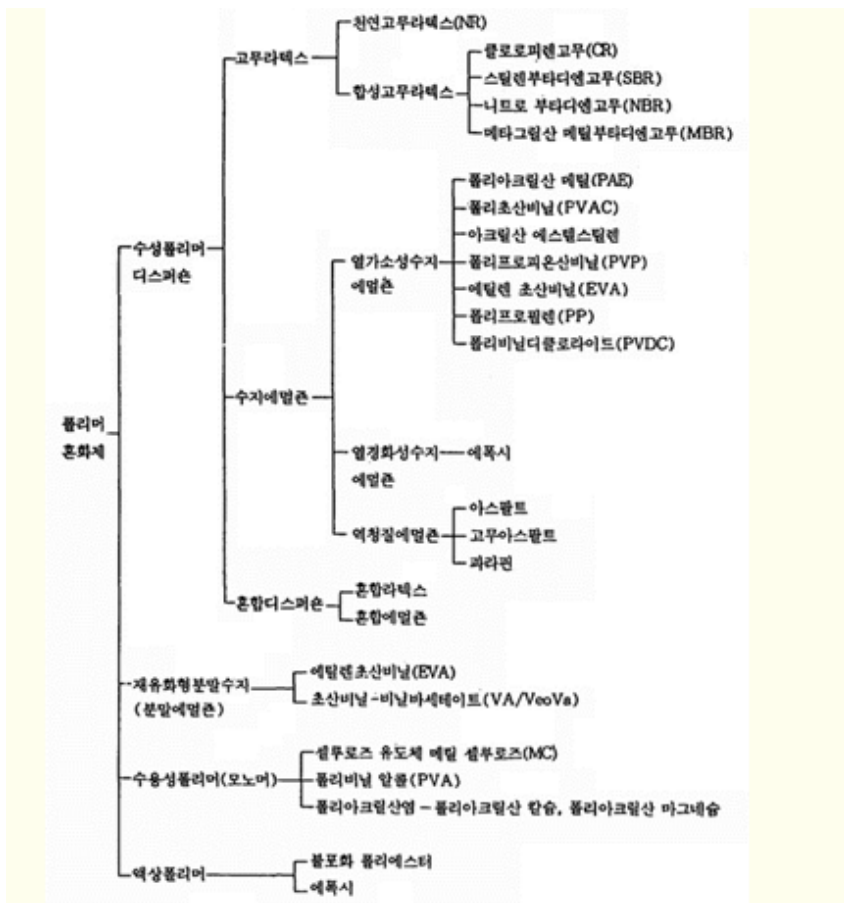 천연고무라텍스(NR)
고무라텍스
클로로피렌고무(CR)
합성고무라텍스
스틸렌부타디엔고무(SBR)
니트로 부타디엔고무(NBR)
메타그릴산 메틸부타디엔고무(MBR)
폴리아크릴산 메틸(PAE)
폴리초산비닐(PVAC)
수성폴리머
디스퍼숀
아크릴산 에스텔스틸렌
열가소성수지
에멀죤
폴리프로피온산비닐(PVP)
에틸렌 초산비닐(EVA)
폴리프로필렌(PP)
폴리비닐디클로라이드(PVDC)
수지에멀죤
폴리머
혼화제
열경화성수지
에멀죤
에폭시
아스팔트
역청질에멀죤
고무아스팔트
파라핀
혼합디스퍼숀
혼합라텍스
혼합에멀죤
재유화형분말수지
(분말에멀죤)
에틸렌초산비닐(EVA)
초산비닐-비닐바세테이트(VA/VeoVa)
셀루로즈 유도체 메틸 셀루로즈(MC)
수용성폴리머(모노머)
폴리비닐 알콜(PVA)
폴리아크릴산염 - 폴리아크릴산 칼슘, 폴리아크릴산 마그네슘
액상폴리머
불포화 폴리에스터
에폭시